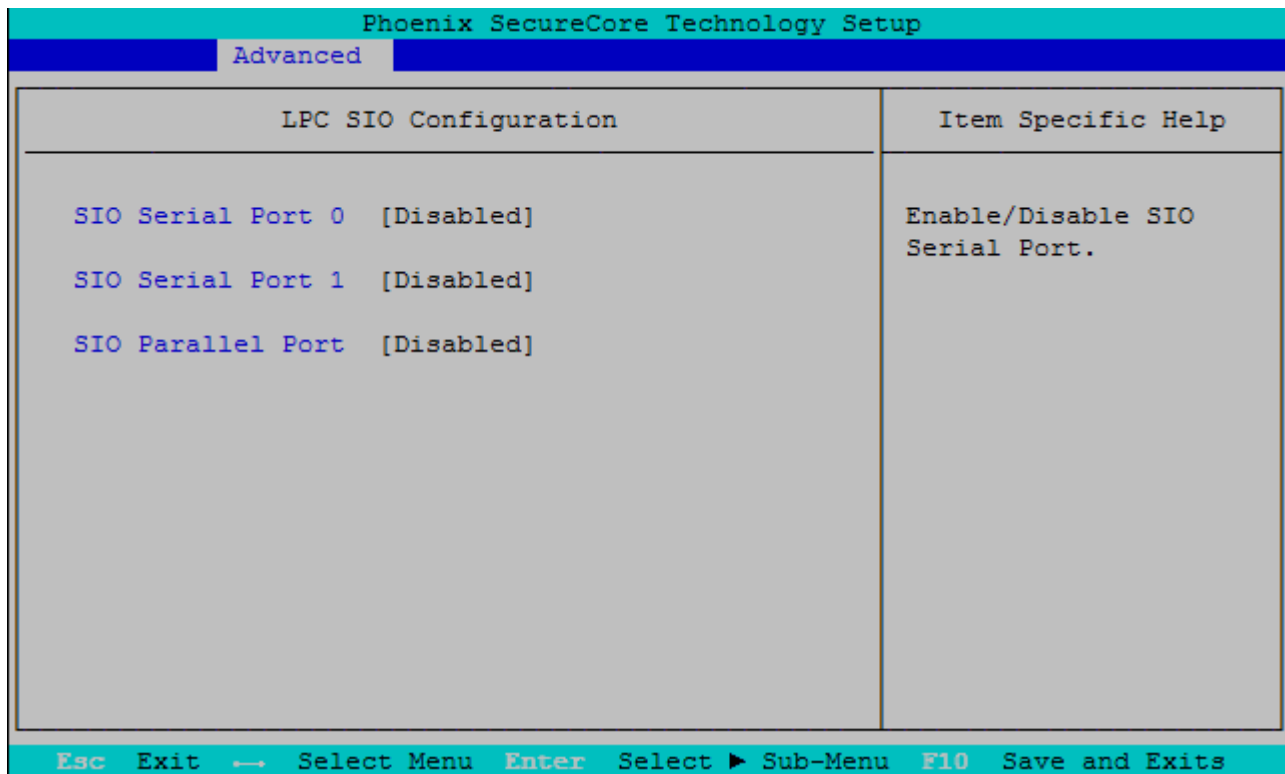 Phoenix SecureCore Technology Setup
Advanced
LPC SIO Configuration
Item Specific Help
SIO Serial Port 0 [Disabled]
SIO Serial Port 1 [Disabled]
SIO Parallel Port [Disabled]
Enable/Disable SIO
Serial Port.
Esc Exit ←→ Select Menu Enter Select ▶ Sub-Menu F10 Save and Exits